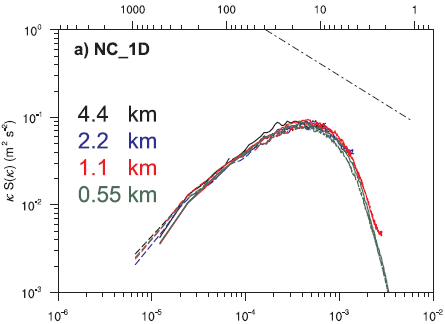 1000 100 10 1
a) NC_1D
4.4 km
2.2 km
1.1 km
0.55 km
κ S(κ) (m² s⁻²)
10⁰
10⁻¹
10⁻²
10⁻³
10⁻⁶ 10⁻⁵ 10⁻⁴ 10⁻³ 10⁻²